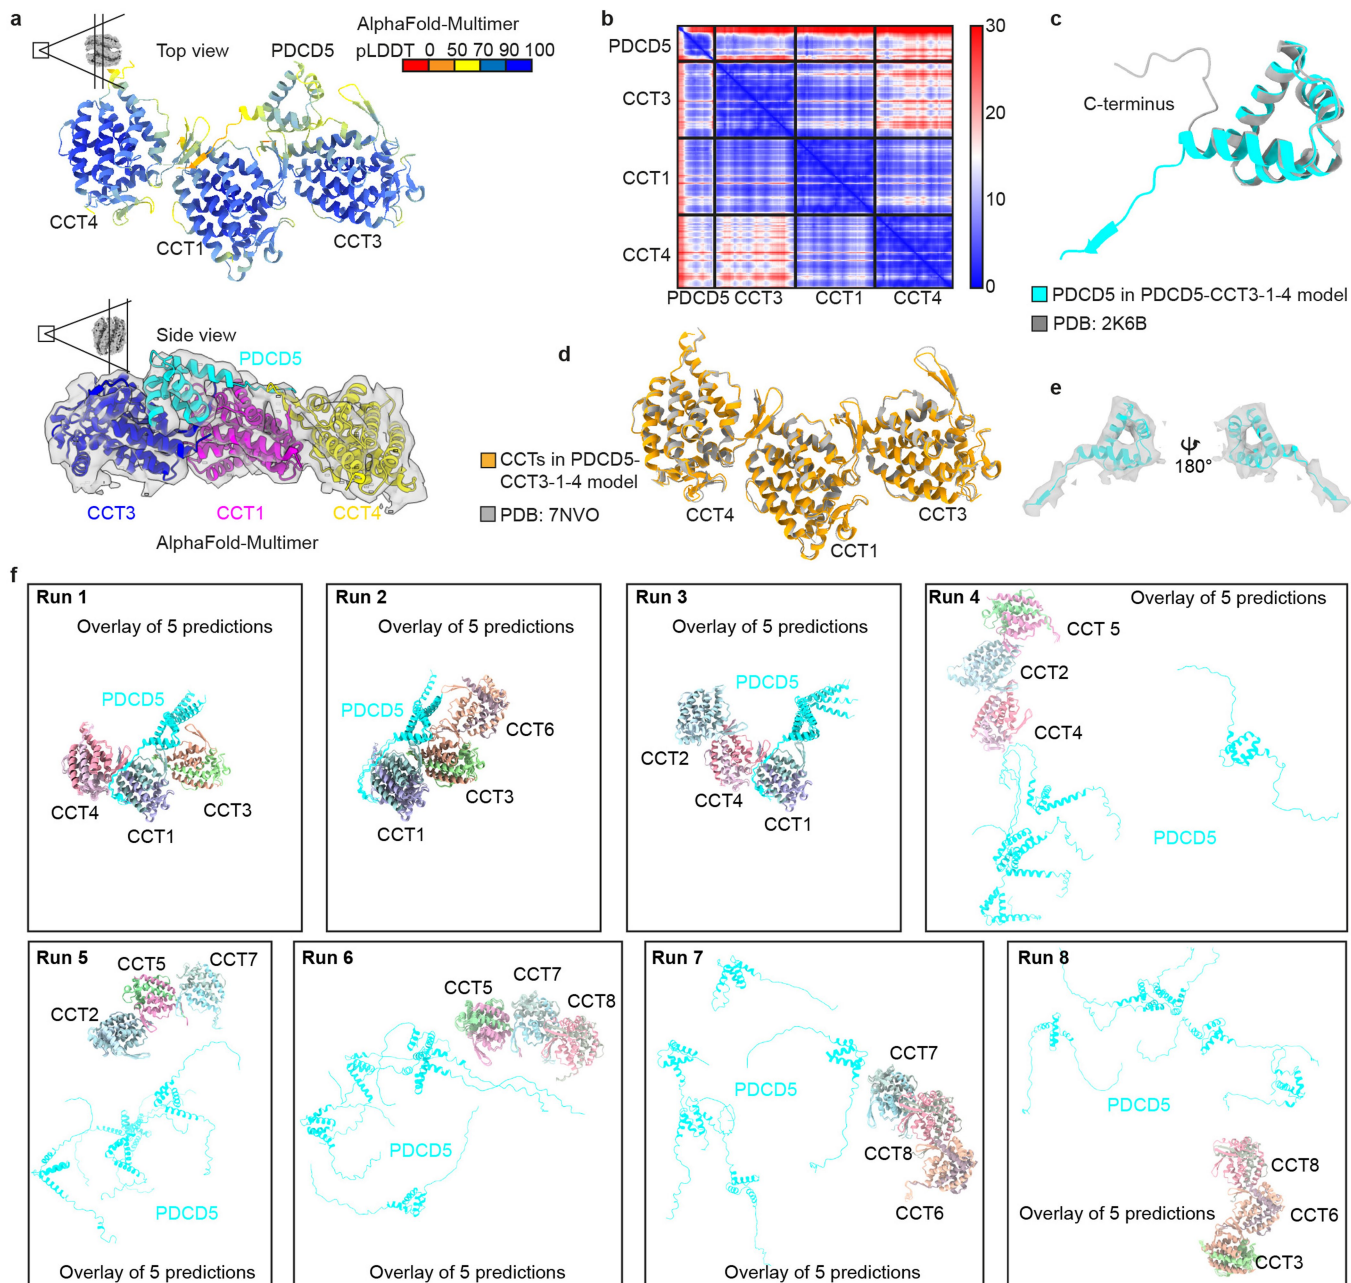 a
AlphaFold-Multimer
Top view
PDCD5
pLDDT 0 50 70 90 100
CCT4
CCT1
CCT3
Side view
PDCD5
CCT3
CCT1
CCT4
AlphaFold-Multimer
b
PDCD5
CCT3
CCT1
CCT4
PDCD5 CCT3 CCT1 CCT4
30
20
10
0
c
C-terminus
PDCD5 in PDCD5-CCT3-1-4 model
PDB: 2K6B
d
CCTs in PDCD5-
CCT3-1-4 model
PDB: 7NVO
CCT4
CCT1
CCT3
e
180°
f
Run 1
Overlay of 5 predictions
PDCD5
CCT4
CCT3
CCT1
Run 2
Overlay of 5 predictions
PDCD5
CCT6
CCT3
CCT1
Run 3
Overlay of 5 predictions
PDCD5
CCT2
CCT4
CCT1
Run 4
Overlay of 5 predictions
CCT 5
CCT2
CCT4
PDCD5
Run 5
CCT5
CCT7
CCT2
PDCD5
Overlay of 5 predictions
Run 6
CCT5
CCT7
CCT8
PDCD5
Overlay of 5 predictions
Run 7
CCT7
PDCD5
CCT8
CCT6
Overlay of 5 predictions
Run 8
PDCD5
CCT8
Overlay of 5 predictions
CCT6
CCT3